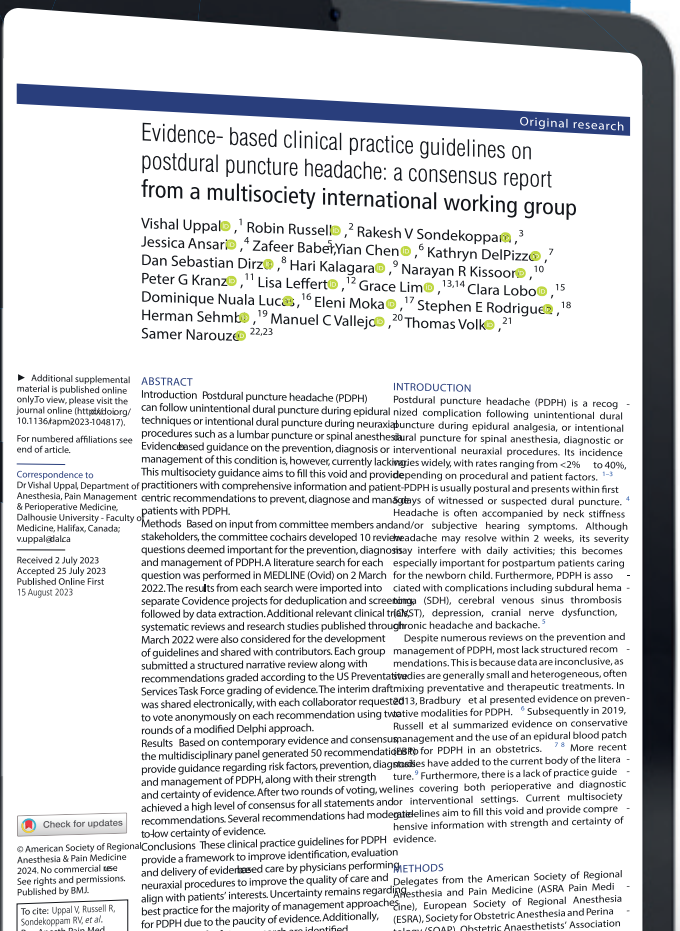 Original research
Evidence- based clinical practice guidelines on
postdural puncture headache: a consensus report
from a multisociety international working group
Vishal Uppal ,1 Robin Russell ,2 Rakesh V Sondekoppam ,3
Jessica Ansari ,4 Zafeer Baber,5 Yian Chen ,6 Kathryn DelPizzo ,7
Dan Sebastian Dirzu ,8 Hari Kalagara ,9 Narayan R Kissoon ,10
Peter G Kranz ,11 Lisa Leffert ,12 Grace Lim ,13,14 Clara Lobo ,15
Dominique Nuala Lucas ,16 Eleni Moka ,17 Stephen E Rodriguez ,18
Herman Sehmbi ,19 Manuel C Vallejo ,20 Thomas Volk ,21
Samer Narouze 22,23
► Additional supplemental
material is published online
only. To view, please visit the
journal online (http://dx.doi.org/
10.1136/rapm-2023-104817).
For numbered affiliations see
end of article.
Correspondence to
Dr Vishal Uppal, Department of
Anesthesia, Pain Management
& Perioperative Medicine,
Dalhousie University - Faculty of
Medicine, Halifax, Canada;
v.uppal@dal.ca
Received 2 July 2023
Accepted 25 July 2023
Published Online First
15 August 2023
Check for updates
© American Society of Regional
Anesthesia & Pain Medicine
2024. No commercial re-use.
See rights and permissions.
Published by BMJ.
To cite: Uppal V, Russell R,
Sondekoppam RV, et al.
ABSTRACT
Introduction Postdural puncture headache (PDPH)
can follow unintentional dural puncture during epidural
techniques or intentional dural puncture during neuraxial
procedures such as a lumbar puncture or spinal anesthesia.
Evidence-based guidance on the prevention, diagnosis or
management of this condition is, however, currently lacking.
This multisociety guidance aims to fill this void and provide
practitioners with comprehensive information and patient-
centric recommendations to prevent, diagnose and manage
patients with PDPH.
Methods Based on input from committee members and
stakeholders, the committee cochairs developed 10 review
questions deemed important for the prevention, diagnosis
and management of PDPH. A literature search for each
question was performed in MEDLINE (Ovid) on 2 March
2022. The results from each search were imported into
separate Covidence projects for deduplication and screening,
followed by data extraction. Additional relevant clinical trials,
systematic reviews and research studies published through
March 2022 were also considered for the development
of guidelines and shared with contributors. Each group
submitted a structured narrative review along with
recommendations graded according to the US Preventative
Services Task Force grading of evidence. The interim draft
was shared electronically, with each collaborator requested
to vote anonymously on each recommendation using two
rounds of a modified Delphi approach.
Results Based on contemporary evidence and consensus,
the multidisciplinary panel generated 50 recommendations to
provide guidance regarding risk factors, prevention, diagnosis
and management of PDPH, along with their strength
and certainty of evidence. After two rounds of voting, we
achieved a high level of consensus for all statements and
recommendations. Several recommendations had moderate-
to-low certainty of evidence.
Conclusions These clinical practice guidelines for PDPH
provide a framework to improve identification, evaluation
and delivery of evidence-based care by physicians performing
neuraxial procedures to improve the quality of care and
align with patients' interests. Uncertainty remains regarding
best practice for the majority of management approaches
for PDPH due to the paucity of evidence. Additionally,
INTRODUCTION
Postdural puncture headache (PDPH) is a recog-
nized complication following unintentional dural
puncture during epidural analgesia, or intentional
dural puncture for spinal anesthesia, diagnostic or
interventional neuraxial procedures. Its incidence
varies widely, with rates ranging from <2% to 40%,
depending on procedural and patient factors. 1–3
PDPH is usually postural and presents within first
5 days of witnessed or suspected dural puncture. 4
Headache is often accompanied by neck stiffness
and/or subjective hearing symptoms. Although
headache may resolve within 2 weeks, its severity
may interfere with daily activities; this becomes
especially important for postpartum patients caring
for the newborn child. Furthermore, PDPH is asso-
ciated with complications including subdural hema-
toma (SDH), cerebral venous sinus thrombosis
(CVST), depression, cranial nerve dysfunction,
chronic headache and backache. 5
Despite numerous reviews on the prevention and
management of PDPH, most lack structured recom-
mendations. This is because data are inconclusive, as
studies are generally small and heterogeneous, often
mixing preventative and therapeutic treatments. In
2013, Bradbury et al presented evidence on preven-
tative modalities for PDPH. 6 Subsequently in 2019,
Russell et al summarized evidence on conservative
management and the use of an epidural blood patch
(EBP) for PDPH in an obstetrics. 7 8 More recent
studies have added to the current body of the litera-
ture. 9 Furthermore, there is a lack of practice guide-
lines covering both perioperative and diagnostic
or interventional settings. Current multisociety
guidelines aim to fill this void and provide compre-
hensive information with strength and certainty of
evidence.
METHODS
Delegates from the American Society of Regional
Anesthesia and Pain Medicine (ASRA Pain Medi-
cine), European Society of Regional Anesthesia
(ESRA), Society for Obstetric Anesthesia and Perina-
tology (SOAP), Obstetric Anaesthetists' Association